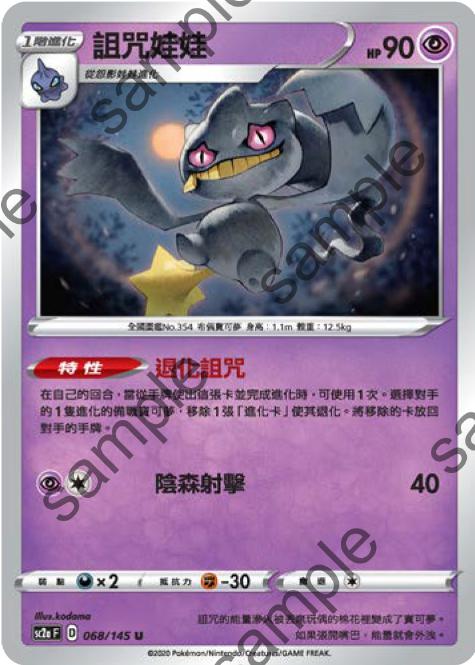 1階進化
詛咒娃娃
HP 90
從怨影娃娃進化
全國圖鑑No.354 布偶寶可夢 身高：1.1m 體重：12.5kg
特性 退化詛咒
在自己的回合，當從手牌使出這張卡並完成進化時，可使用1次。選擇對手
的1隻進化的備戰寶可夢，移除1張「進化卡」使其退化。將移除的卡放回
對手的手牌。
陰森射擊 40
弱點 ×2 抵抗力 -30 撤退
Illus.kodama
sc2a F D 068/145 U
詛咒的能量滲入被丟棄玩偶的棉花裡變成了寶可夢。
如果張開嘴巴，能量就會外洩。
©2020 Pokémon/Nintendo/Creatures/GAME FREAK.
sample
sample
sample
sample
sample
sample